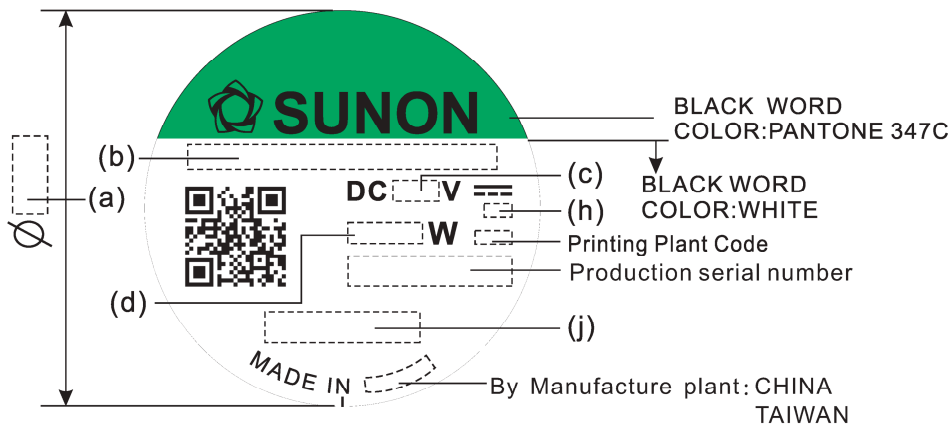 SUNON
BLACK WORD
COLOR:PANTONE 347C
(b)
(c)
DC V
(a)
BLACK WORD
COLOR:WHITE
(h)
Ø
W
Printing Plant Code
Production serial number
(d)
(j)
MADE IN
By Manufacture plant: CHINA
TAIWAN